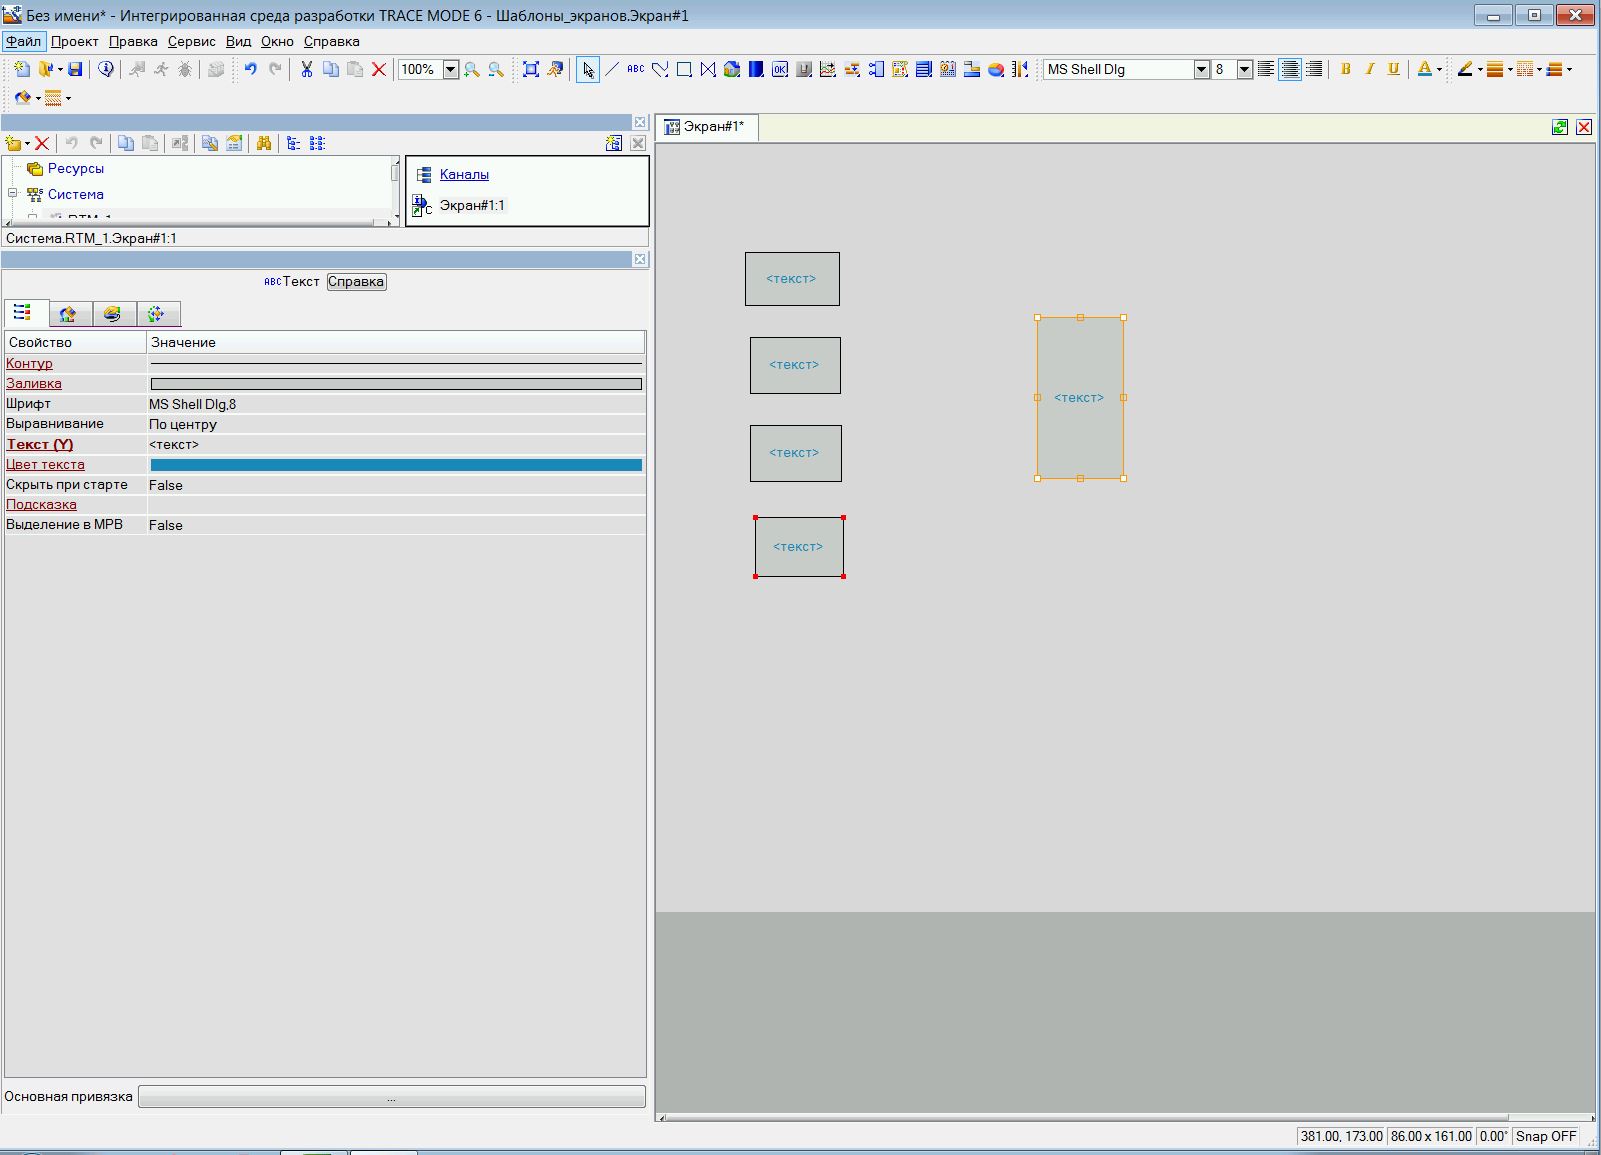 Без имени* - Интегрированная среда разработки TRACE MODE 6 - Шаблоны_экранов.Экран#1
Файл Проект Правка Сервис Вид Окно Справка
100% ABC OK MS Shell Dlg 8 B I U A
Экран#1*
Ресурсы
Система
RTM_1
Каналы
Экран#1:1
Система.RTM_1.Экран#1:1
ABC Текст Справка
Свойство Значение
Контур
Заливка
Шрифт MS Shell Dlg,8
Выравнивание По центру
Текст (Y) <текст>
Цвет текста
Скрыть при старте False
Подсказка
Выделение в МРВ False
Основная привязка ...
<текст>
<текст>
<текст>
<текст>
<текст>
381.00, 173.00 86.00 x 161.00 0.00° Snap OFF